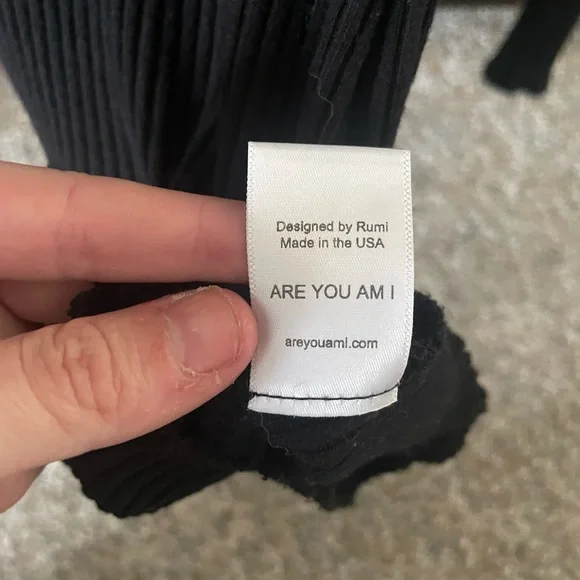 Designed by Rumi
Made in the USA
ARE YOU AM I
areyouami.com